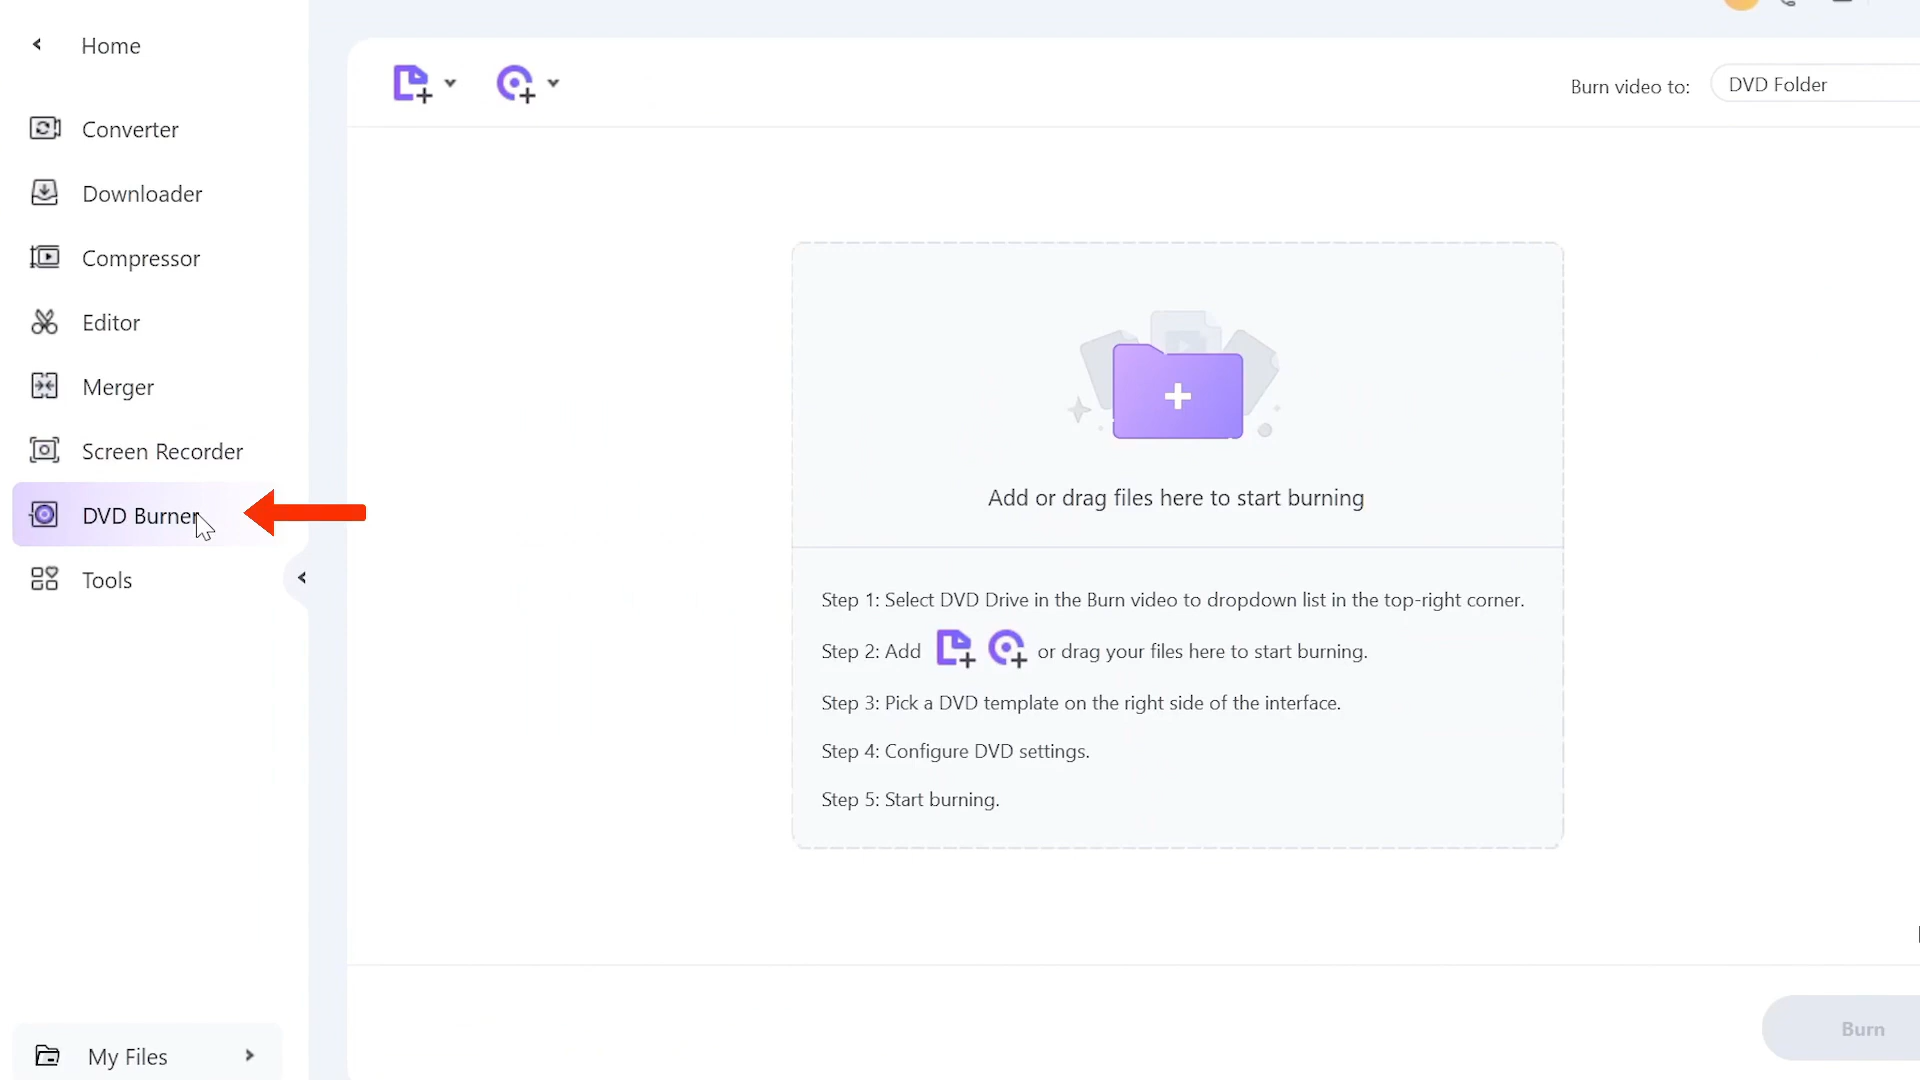 Home
Converter
Downloader
Compressor
Editor
Merger
Screen Recorder
DVD Burner
Tools
My Files
Burn video to:
DVD Folder
Add or drag files here to start burning
Step 1: Select DVD Drive in the Burn video to dropdown list in the top-right corner.
Step 2: Add or drag your files here to start burning.
Step 3: Pick a DVD template on the right side of the interface.
Step 4: Configure DVD settings.
Step 5: Start burning.
Burn